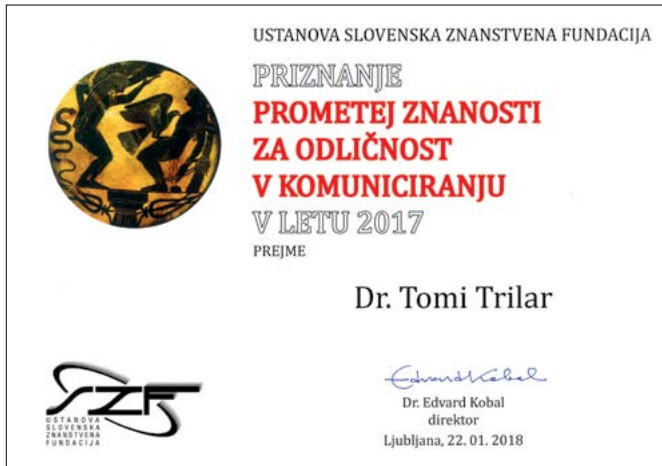 USTANOVA SLOVENSKA ZNANSTVENA FUNDACIJA
PRIZNANJE
PROMETEJ ZNANOSTI
ZA ODLIČNOST
V KOMUNICIRANJU
V LETU 2017
PREJME
Dr. Tomi Trilar
Edvard Kobal
Dr. Edvard Kobal
direktor
Ljubljana, 22. 01. 2018
SZF
USTANOVA
SLOVENSKA
ZNANSTVENA
FUNDACIJA